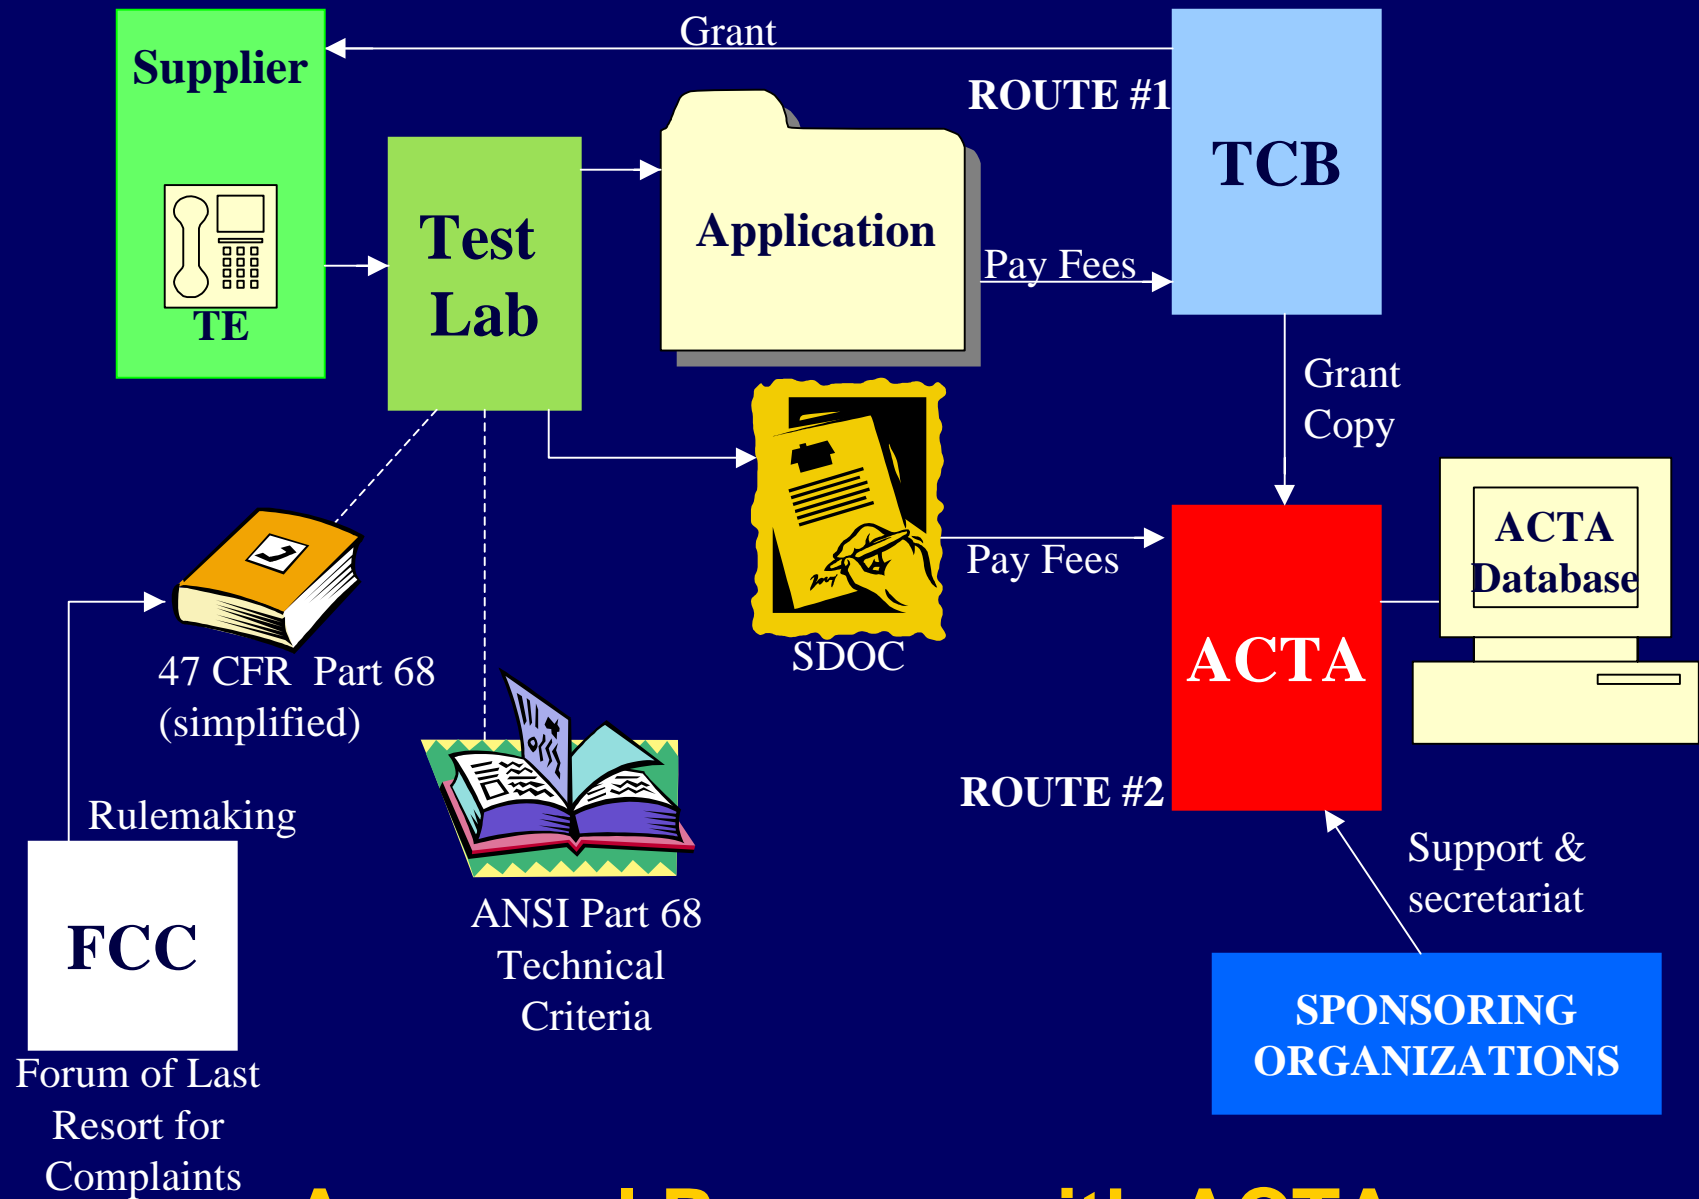 Grant
Supplier
ROUTE #1
TCB
Test
Lab
Application
Pay Fees
TE
Grant
Copy
ACTA
Database
Pay Fees
SDOC
ACTA
47 CFR  Part 68
(simplified)
ROUTE #2
Rulemaking
Support &
secretariat
FCC
ANSI Part 68
Technical
Criteria
SPONSORING
ORGANIZATIONS
Forum of Last
Resort for
Complaints
with ACTA